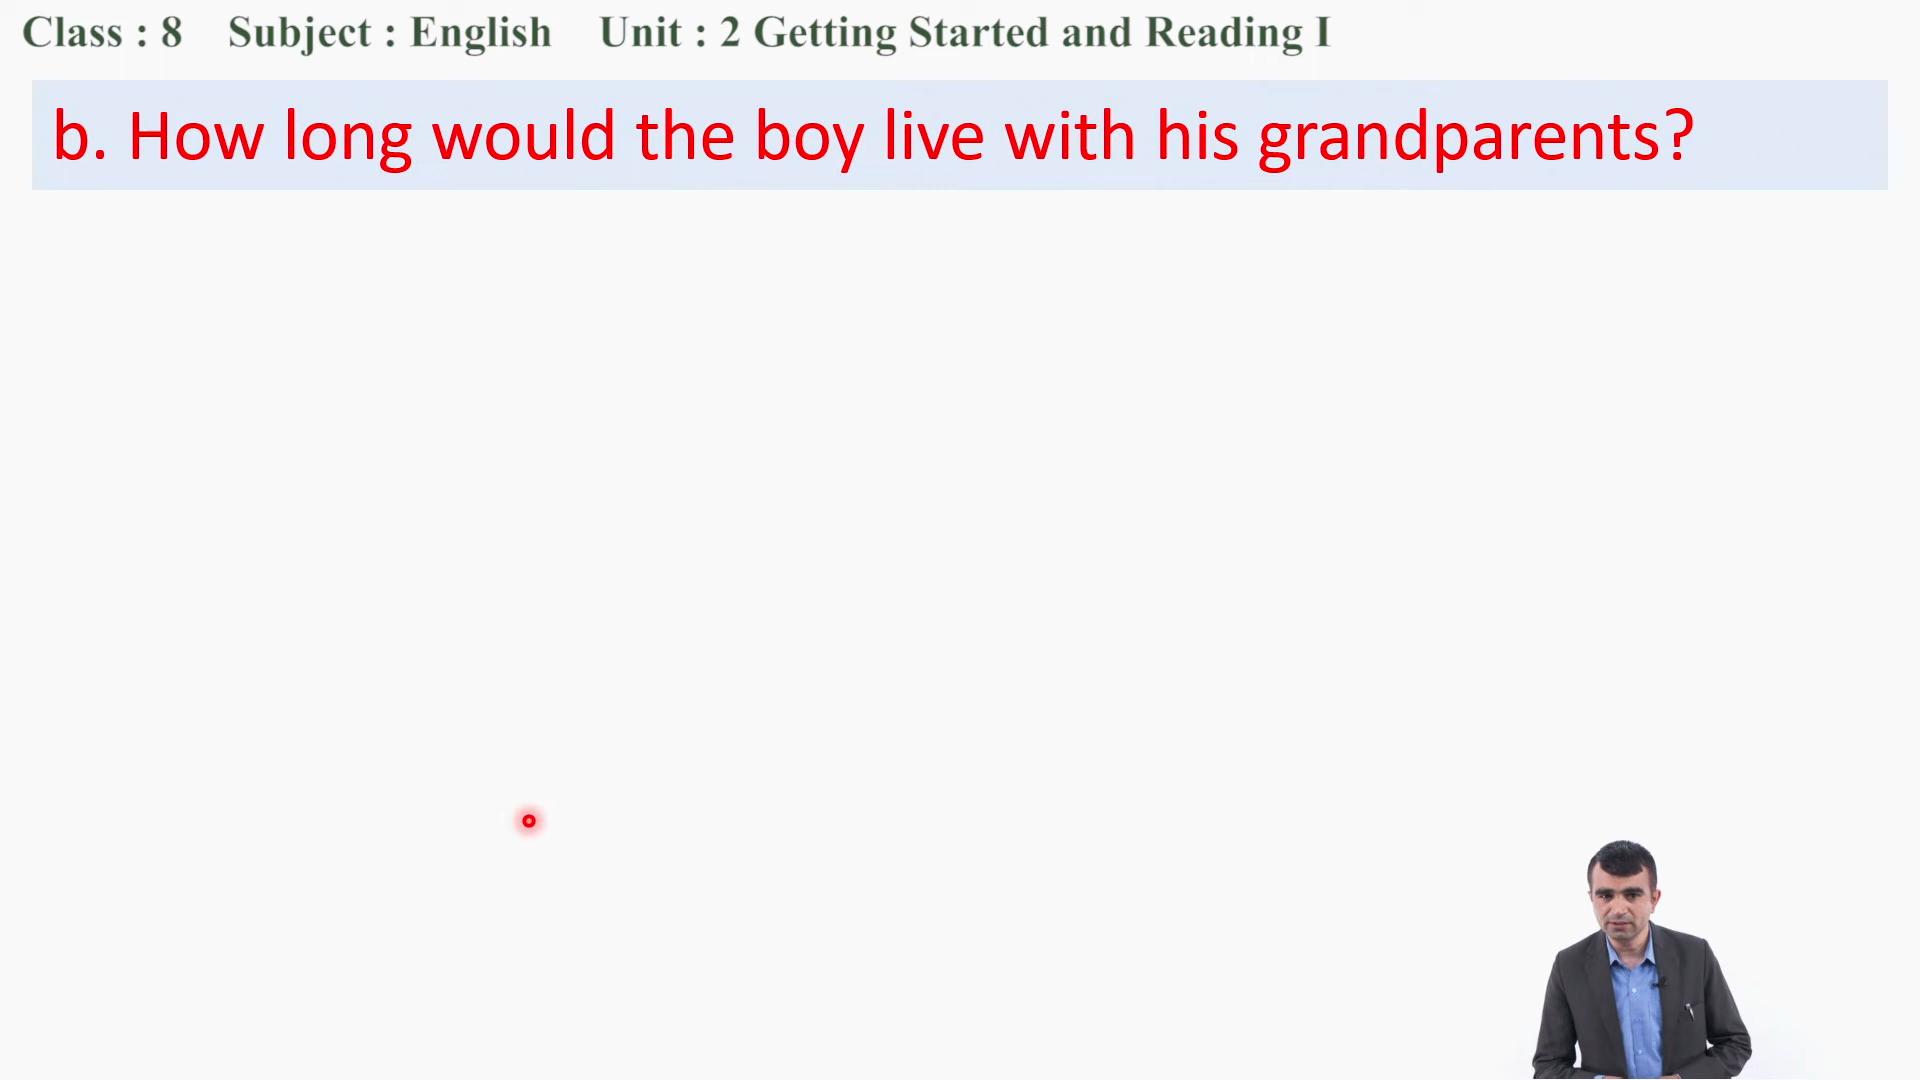 Class : 8 Subject : English Unit : 2 Getting Started and Reading I
b. How long would the boy live with his grandparents?